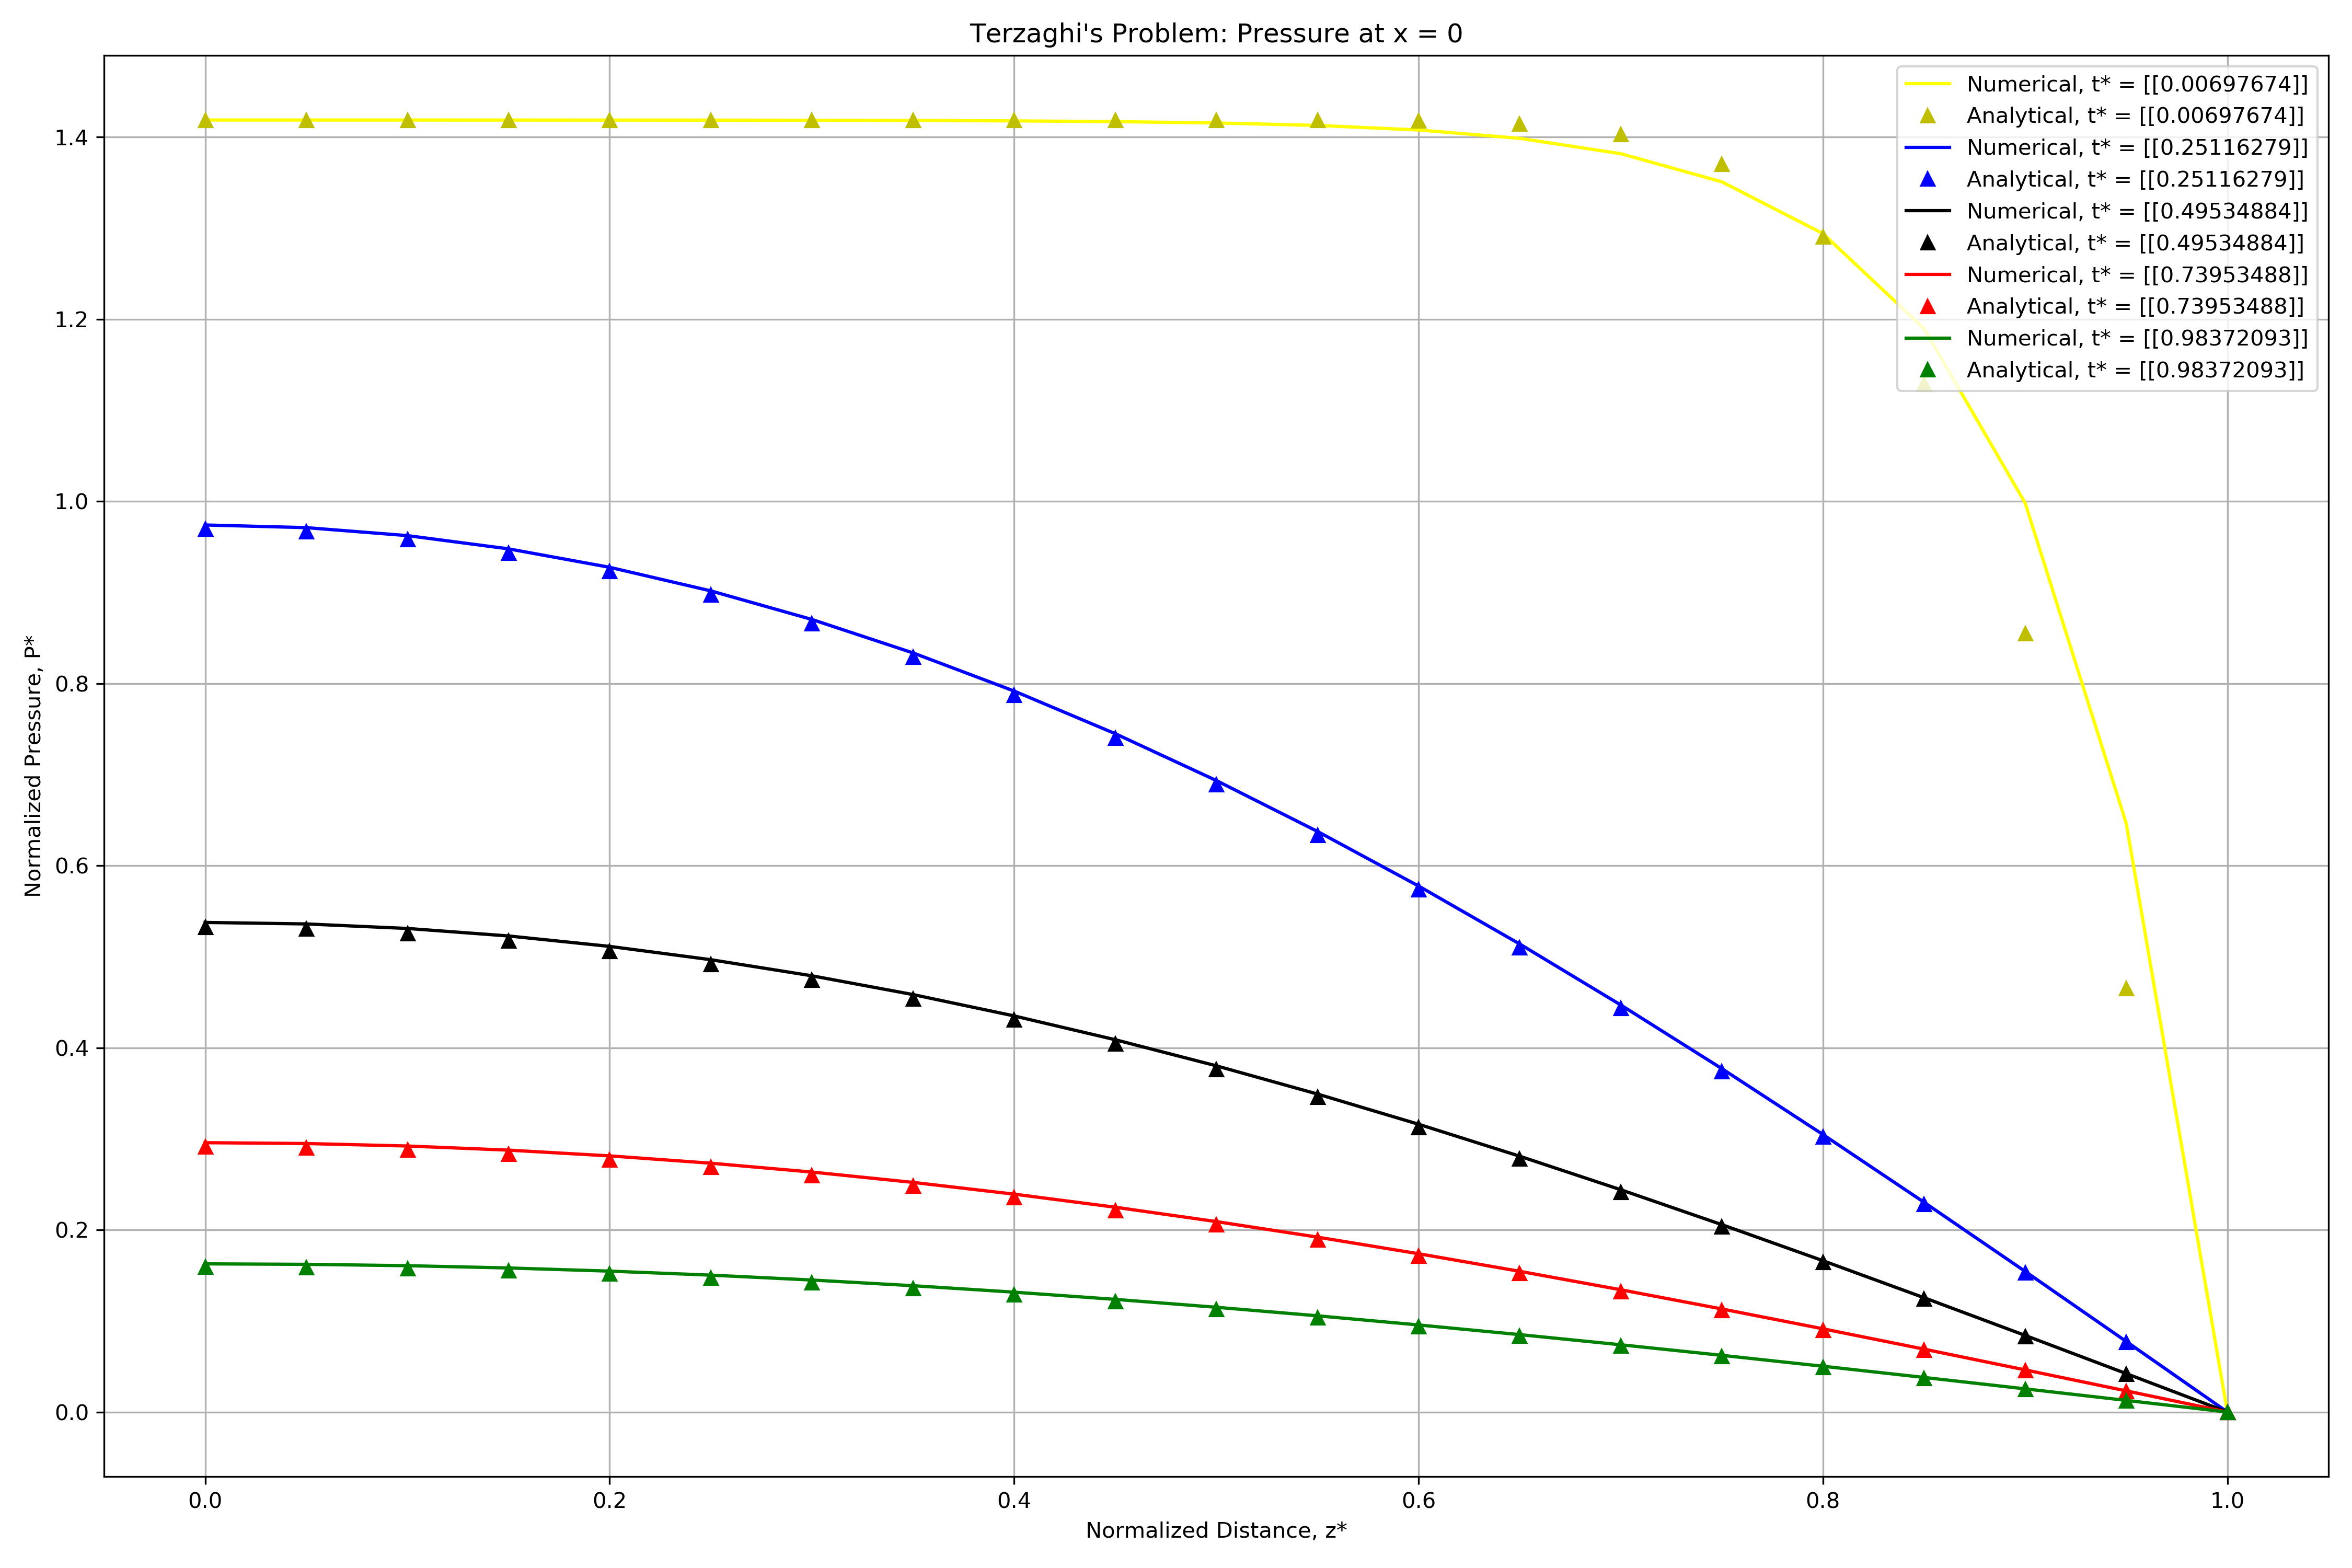 Terzaghi's Problem: Pressure at x = 0
Numerical, t* = [[0.00697674]]
Analytical, t* = [[0.00697674]]
Numerical, t* = [[0.25116279]]
Analytical, t* = [[0.25116279]]
Numerical, t* = [[0.49534884]]
Analytical, t* = [[0.49534884]]
Numerical, t* = [[0.73953488]]
Analytical, t* = [[0.73953488]]
Numerical, t* = [[0.98372093]]
Analytical, t* = [[0.98372093]]
Normalized Pressure, P*
1.4
1.2
1.0
0.8
0.6
0.4
0.2
0.0
0.0 0.2 0.4 0.6 0.8 1.0
Normalized Distance, z*